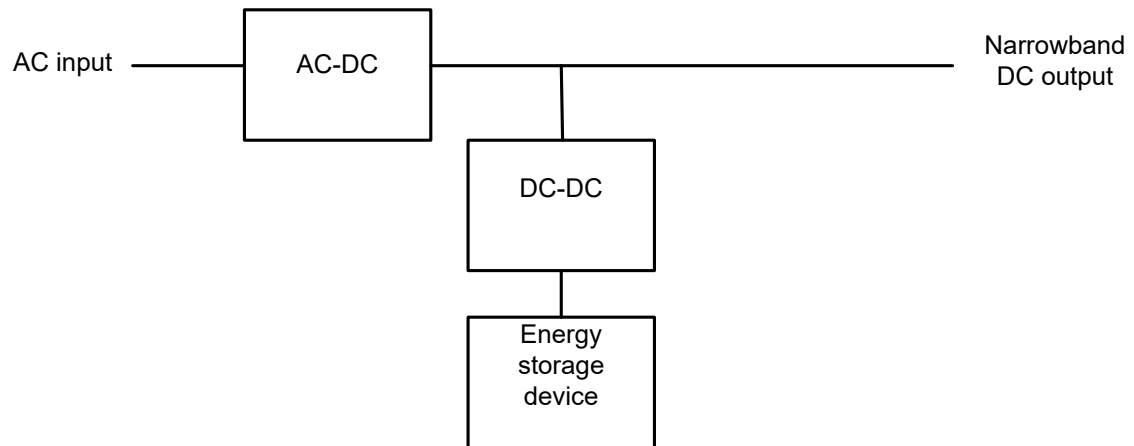 AC input
AC-DC
Narrowband
DC output
DC-DC
Energy
storage
device